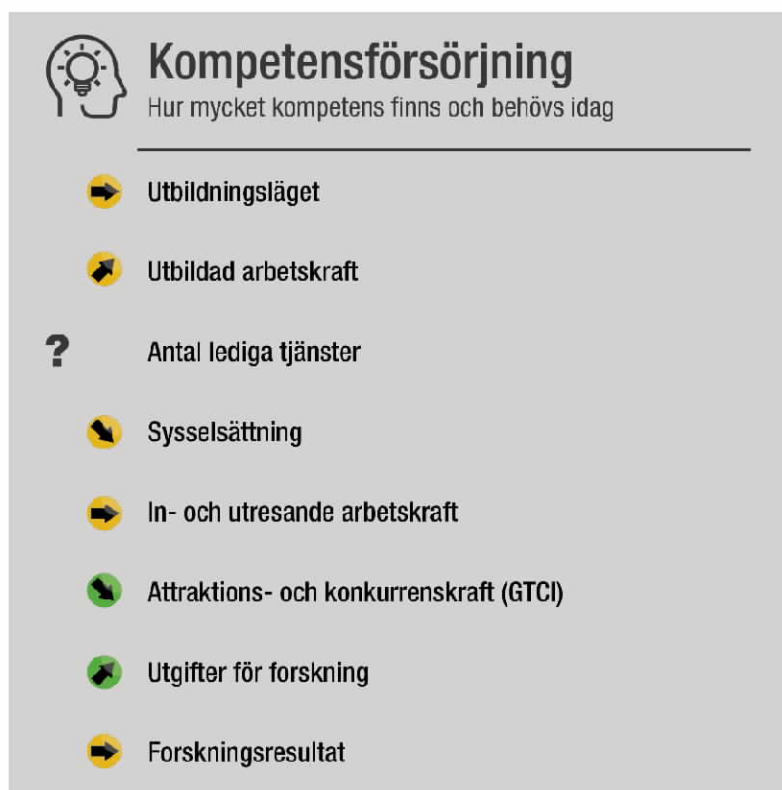 Kompetensförsörjning
Hur mycket kompetens finns och behövs idag
Utbildningsläget
Utbildad arbetskraft
? Antal lediga tjänster
Sysselsättning
In- och utresande arbetskraft
Attraktions- och konkurrenskraft (GTCI)
Utgifter för forskning
Forskningsresultat